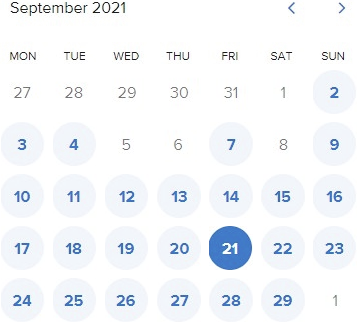 September 2021
MON TUE WED THU FRI SAT SUN
27 28 29 30 31 1 2
3 4 5 6 7 8 9
10 11 12 13 14 15 16
17 18 19 20 21 22 23
24 25 26 27 28 29 1